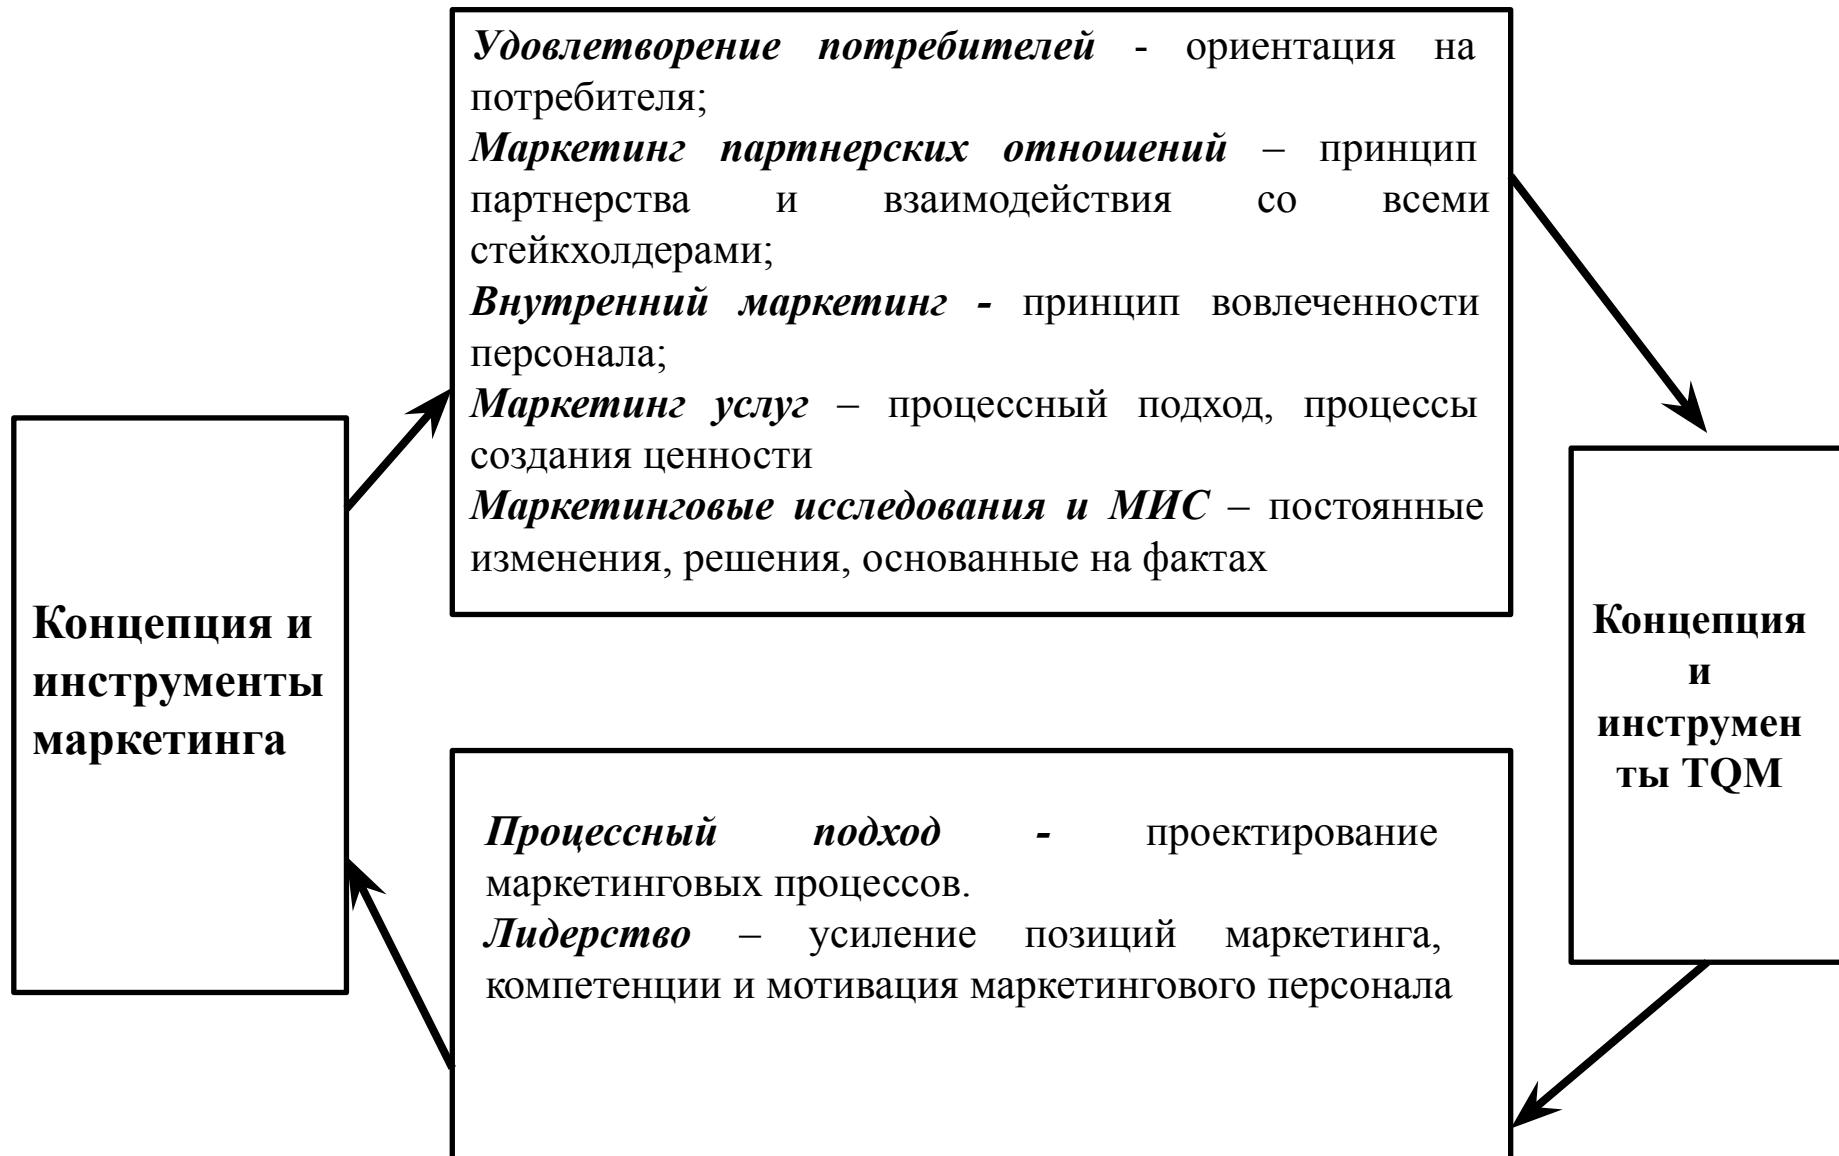 Удовлетворение потребителей - ориентация на
потребителя;
Маркетинг партнерских отношений – принцип
партнерства и взаимодействия со всеми
стейкхолдерами;
Внутренний маркетинг - принцип вовлеченности
персонала;
Маркетинг услуг – процессный подход, процессы
создания ценности
Маркетинговые исследования и МИС – постоянные
изменения, решения, основанные на фактах
Концепция и
инструменты
маркетинга
Концепция
и
инструмен
ты TQM
Процессный подход - проектирование
маркетинговых процессов.
Лидерство – усиление позиций маркетинга,
компетенции и мотивация маркетингового персонала